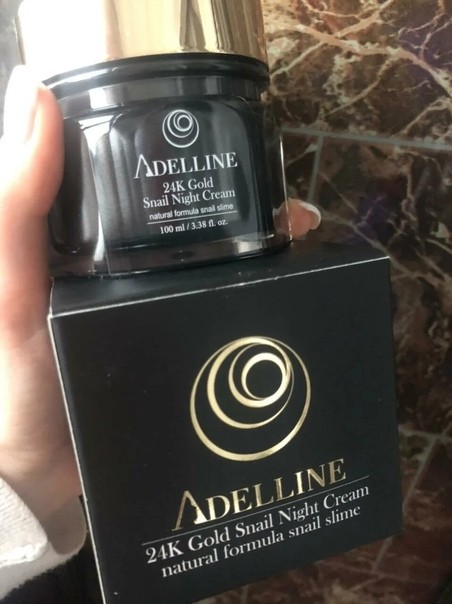 ADELLINE
24K Gold
Snail Night Cream
natural formula snail slime
100 ml / 3.38 fl. oz.
ADELLINE
24K Gold Snail Night Cream
natural formula snail slime